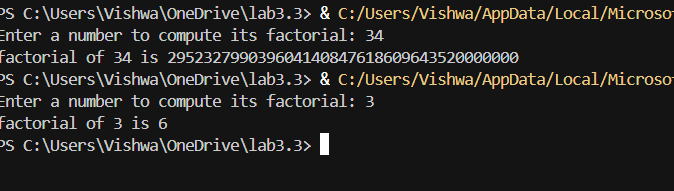 PS C:\Users\Vishwa\OneDrive\lab3.3> & C:/Users/Vishwa/AppData/Local/Microsof
Enter a number to compute its factorial: 34
factorial of 34 is 295232799039604140847618609643520000000
PS C:\Users\Vishwa\OneDrive\lab3.3> & C:/Users/Vishwa/AppData/Local/Microsof
Enter a number to compute its factorial: 3
factorial of 3 is 6
PS C:\Users\Vishwa\OneDrive\lab3.3>